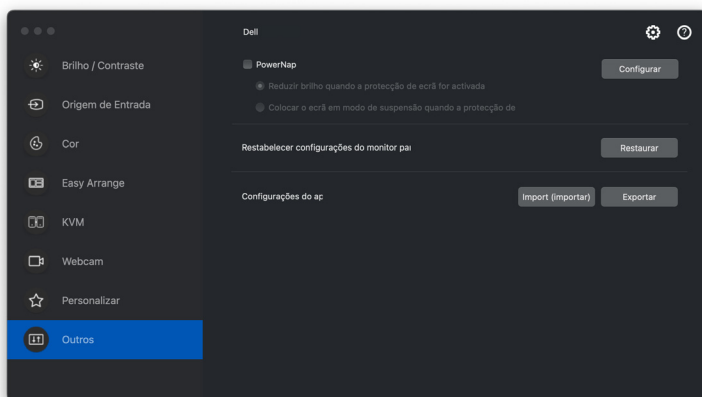 Dell
Brilho / Contraste
Origem de Entrada
Cor
Easy Arrange
KVM
Webcam
Personalizar
Outros
PowerNap
Configurar
Reduzir brilho quando a protecção de ecrã for activada
Colocar o ecrã em modo de suspensão quando a protecção de
Restabelecer configurações do monitor par
Restaurar
Configurações do ap
Import (importar)
Exportar